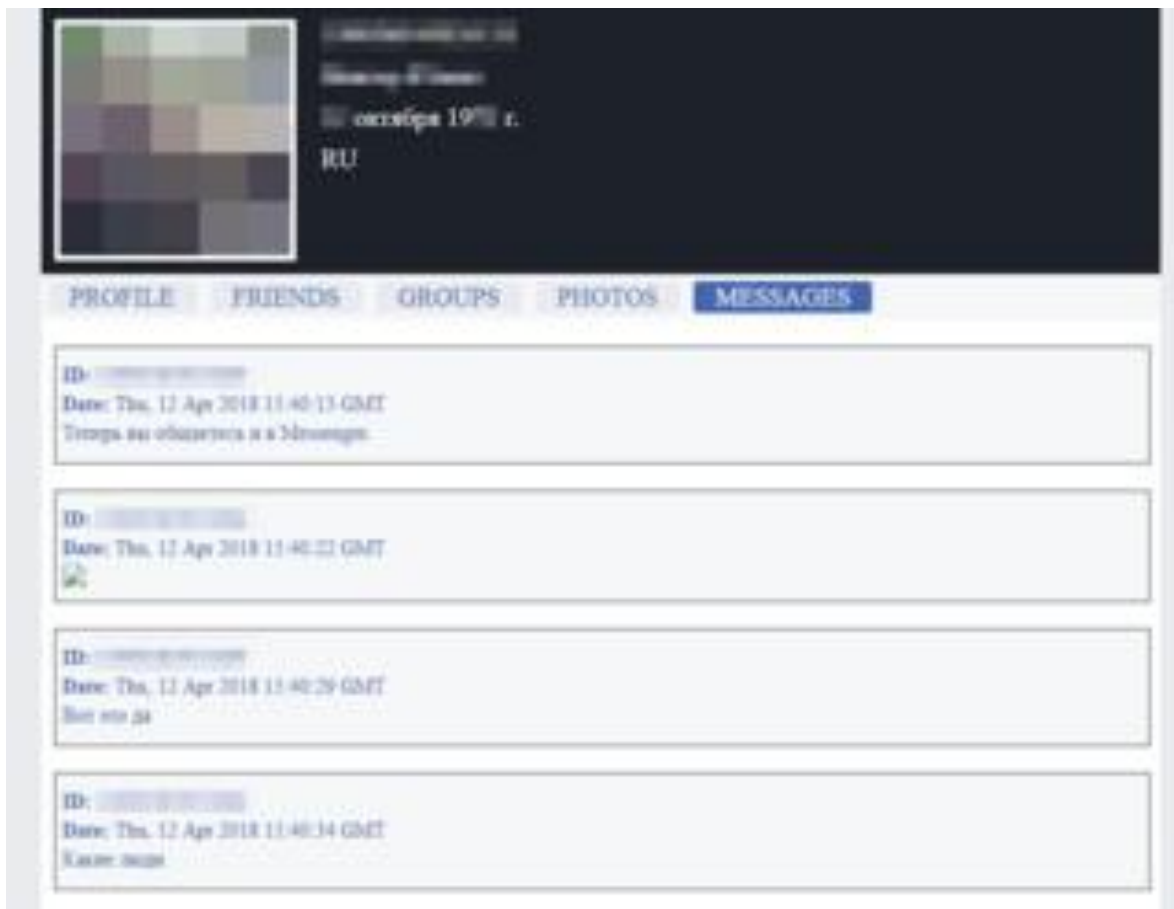 октября 197 г.
RU
PROFILE FRIENDS GROUPS PHOTOS MESSAGES
ID:
Date: Thu, 12 Apr 2018 11:40:15 GMT
Теперь вы общаетесь и в Messenger.
ID:
Date: Thu, 12 Apr 2018 11:40:22 GMT
ID:
Date: Thu, 12 Apr 2018 11:40:29 GMT
Вот это да
ID:
Date: Thu, 12 Apr 2018 11:40:34 GMT
Какие люди